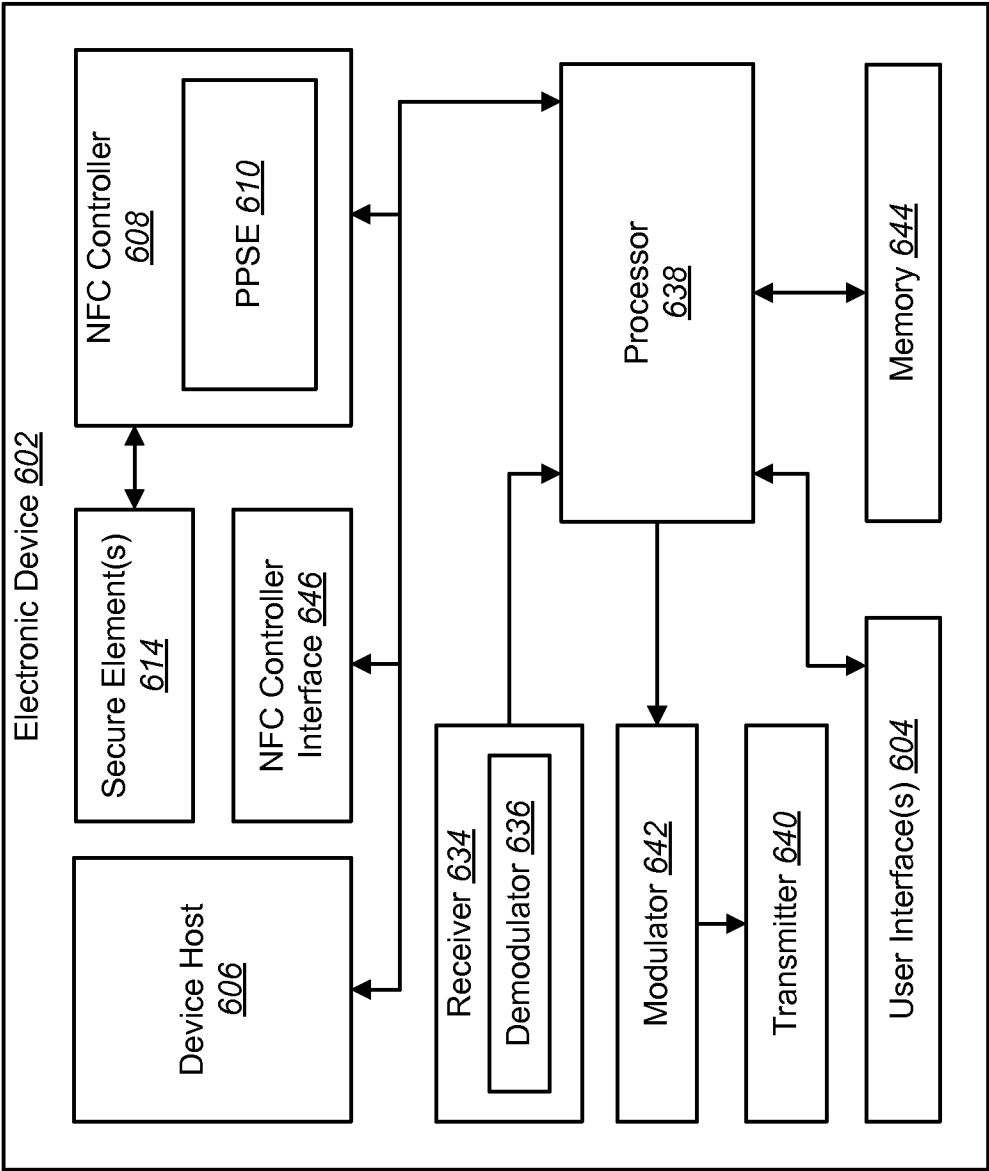 Electronic Device 602
Device Host
606
Secure Element(s)
614
NFC Controller
608
PPSE 610
NFC Controller
Interface 646
Receiver 634
Demodulator 636
Processor
638
Modulator 642
Transmitter 640
User Interface(s) 604
Memory 644